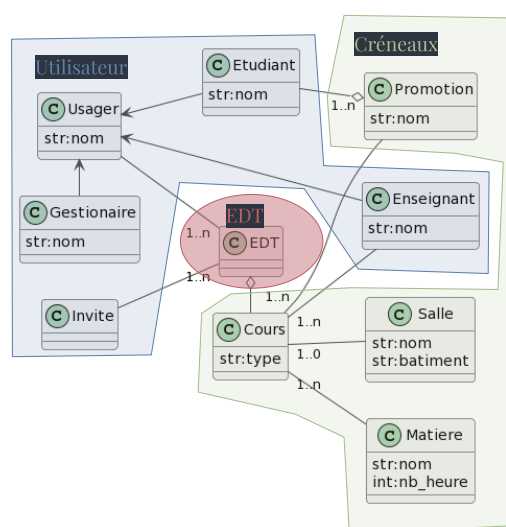 Créneaux
Utilisateur
C Etudiant
str:nom
C Promotion
str:nom
1..n
C Usager
str:nom
C Gestionaire
str:nom
C Enseignant
str:nom
EDT
C EDT
1..n
1..n
C Invite
1..n
C Cours
str:type
1..n
1..0
1..n
C Salle
str:nom
str:batiment
C Matiere
str:nom
int:nb_heure